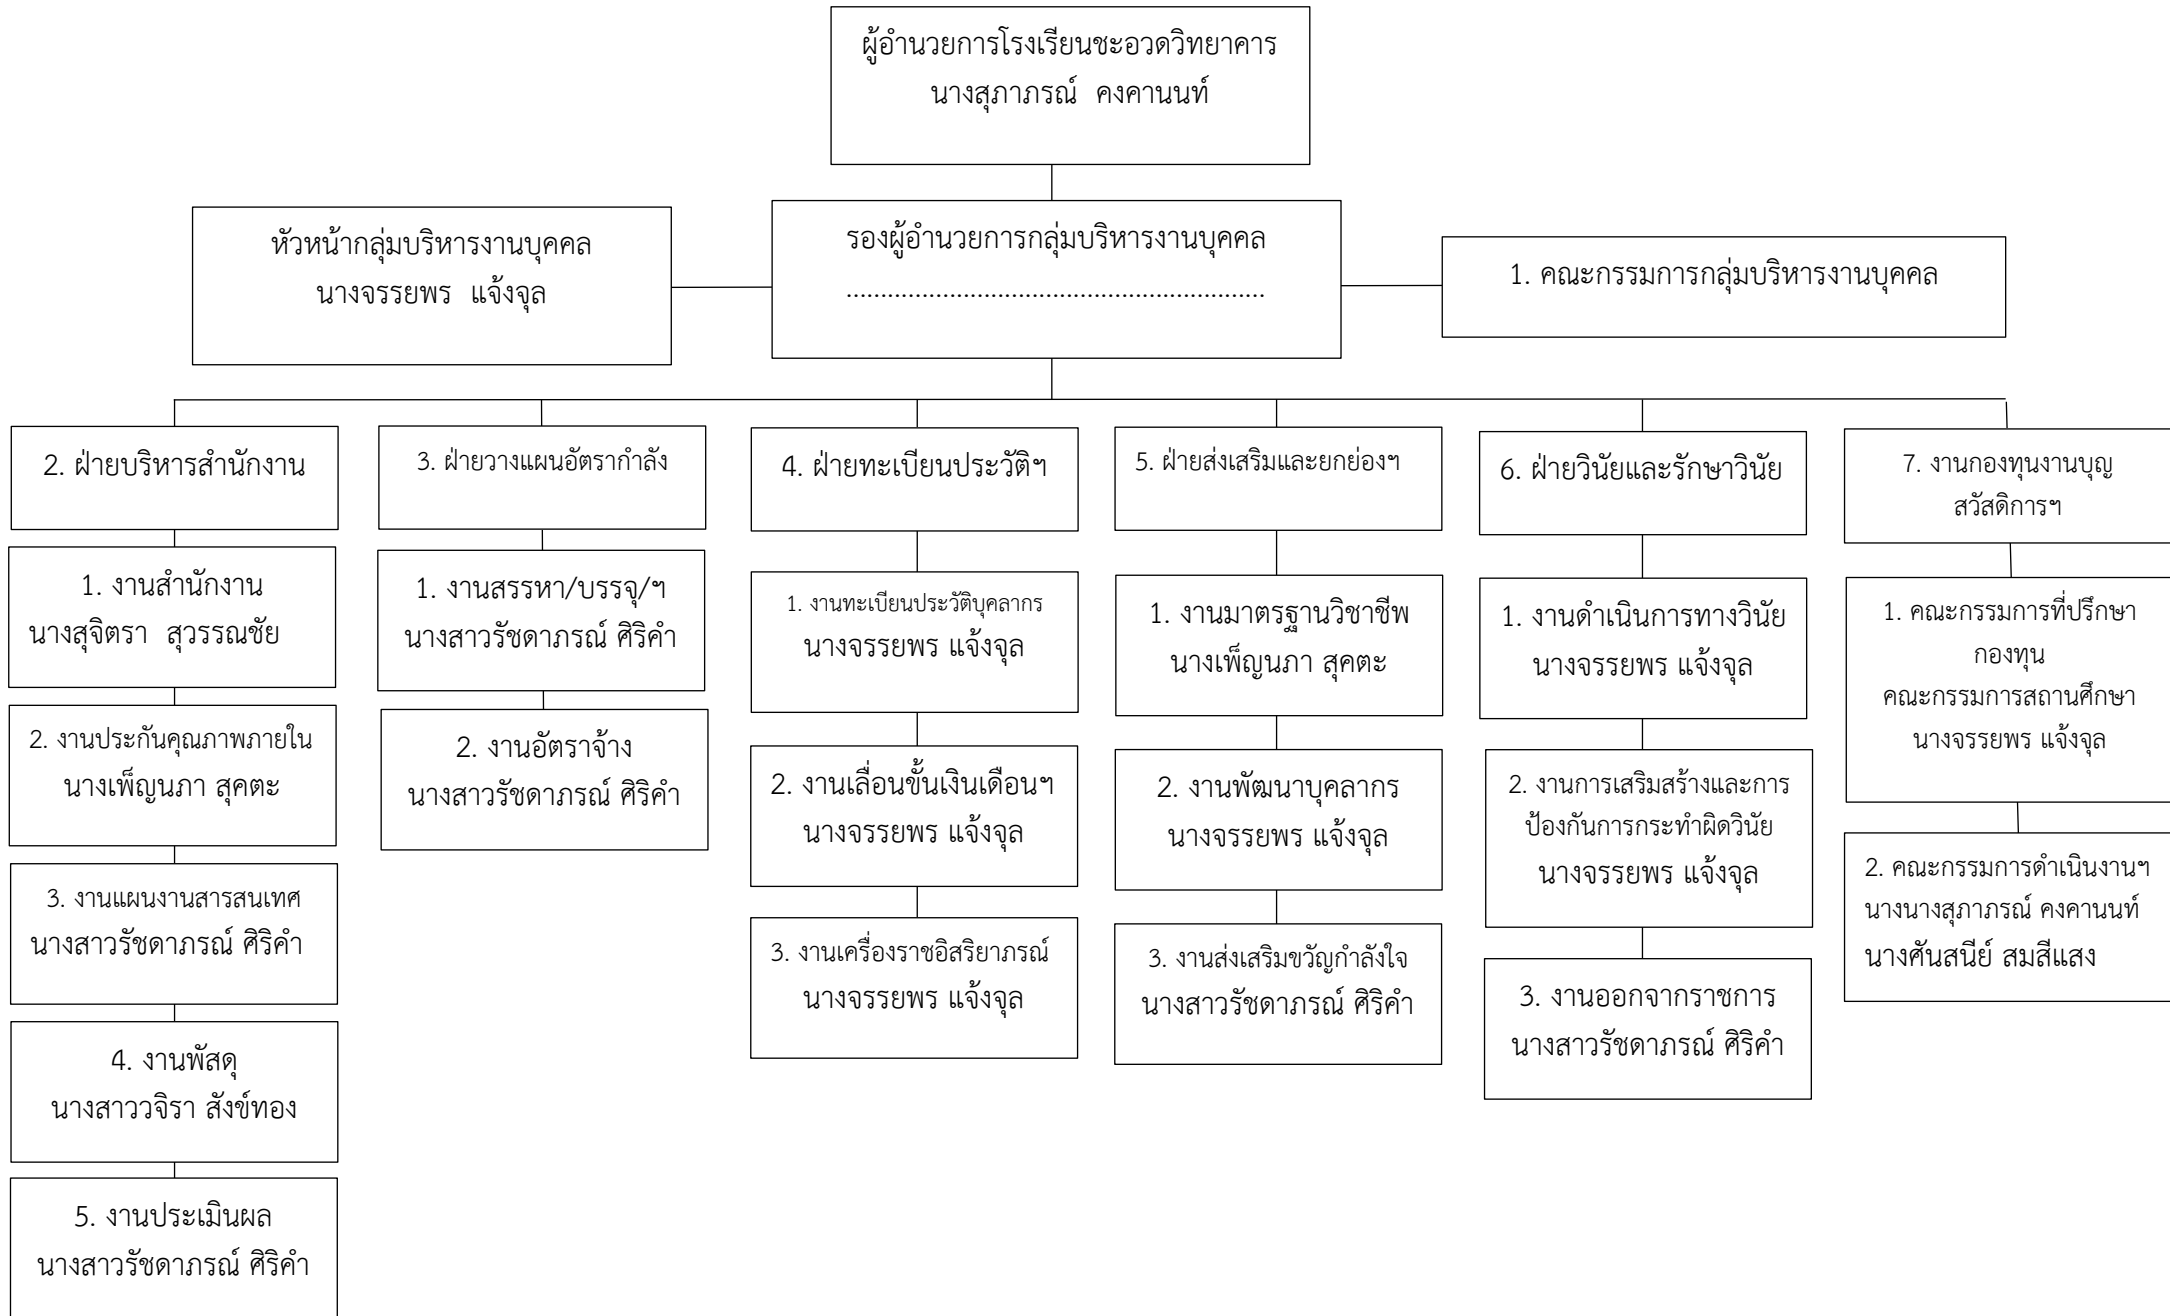 ผู้อำนวยการโรงเรียนชะอวดวิทยาคาร
นางสุภาภรณ์ คงคานนท์
หัวหน้ากลุ่มบริหารงานบุคคล
นางจรรยพร แจ้งจุล
รองผู้อำนวยการกลุ่มบริหารงานบุคคล
.............................................................
1. คณะกรรมการกลุ่มบริหารงานบุคคล
2. ฝ่ายบริหารสำนักงาน
1. งานสำนักงาน
นางสุจิตรา สุวรรณชัย
2. งานประกันคุณภาพภายใน
นางเพ็ญนภา สุคตะ
3. งานแผนงานสารสนเทศ
นางสาวรัชดาภรณ์ ศิริคำ
4. งานพัสดุ
นางสาววจิรา สังข์ทอง
5. งานประเมินผล
นางสาวรัชดาภรณ์ ศิริคำ
3. ฝ่ายวางแผนอัตรากำลัง
1. งานสรรหา/บรรจุ/ฯ
นางสาวรัชดาภรณ์ ศิริคำ
2. งานอัตราจ้าง
นางสาวรัชดาภรณ์ ศิริคำ
4. ฝ่ายทะเบียนประวัติฯ
1. งานทะเบียนประวัติบุคลากร
นางจรรยพร แจ้งจุล
2. งานเลื่อนขั้นเงินเดือนฯ
นางจรรยพร แจ้งจุล
3. งานเครื่องราชอิสริยาภรณ์
นางจรรยพร แจ้งจุล
5. ฝ่ายส่งเสริมและยกย่องฯ
1. งานมาตรฐานวิชาชีพ
นางเพ็ญนภา สุคตะ
2. งานพัฒนาบุคลากร
นางจรรยพร แจ้งจุล
3. งานส่งเสริมขวัญกำลังใจ
นางสาวรัชดาภรณ์ ศิริคำ
6. ฝ่ายวินัยและรักษาวินัย
1. งานดำเนินการทางวินัย
นางจรรยพร แจ้งจุล
2. งานการเสริมสร้างและการ
ป้องกันการกระทำผิดวินัย
นางจรรยพร แจ้งจุล
3. งานออกจากราชการ
นางสาวรัชดาภรณ์ ศิริคำ
7. งานกองทุนงานบุญ
สวัสดิการฯ
1. คณะกรรมการที่ปรึกษา
กองทุน
คณะกรรมการสถานศึกษา
นางจรรยพร แจ้งจุล
2. คณะกรรมการดำเนินงานฯ
นางนางสุภาภรณ์ คงคานนท์
นางศันสนีย์ สมสีแสง